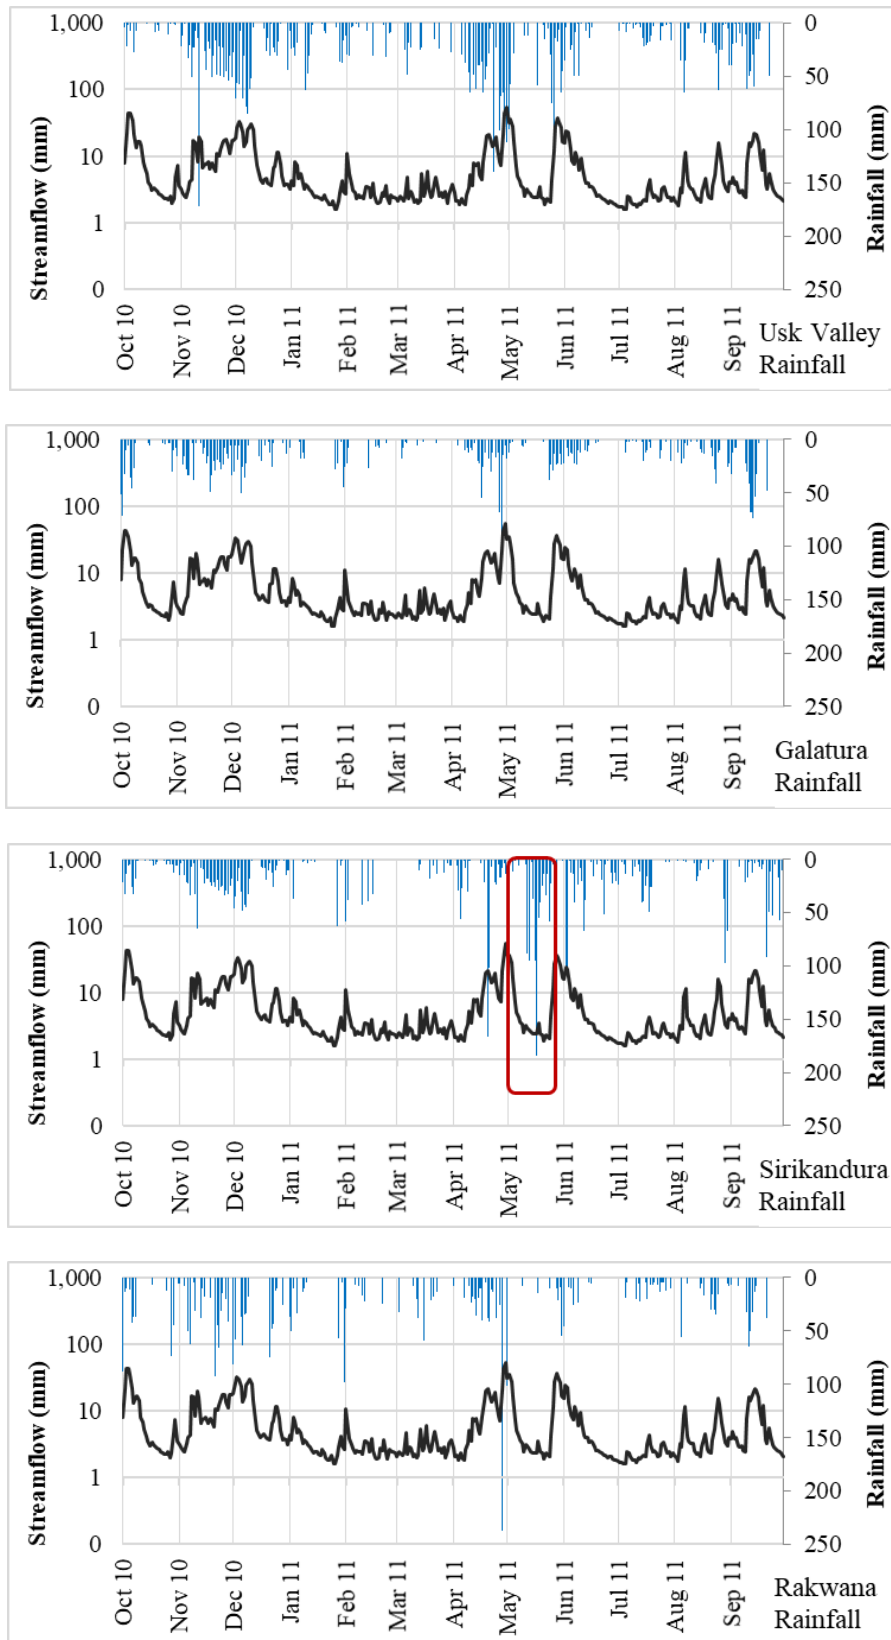 1,000
100
10
1
0
Streamflow (mm)
0
50
100
150
200
250
Rainfall (mm)
Oct 10
Nov 10
Dec 10
Jan 11
Feb 11
Mar 11
Apr 11
May 11
Jun 11
Jul 11
Aug 11
Sep 11
Usk Valley
Rainfall
1,000
100
10
1
0
Streamflow (mm)
0
50
100
150
200
250
Rainfall (mm)
Oct 10
Nov 10
Dec 10
Jan 11
Feb 11
Mar 11
Apr 11
May 11
Jun 11
Jul 11
Aug 11
Sep 11
Galatura
Rainfall
1,000
100
10
1
0
Streamflow (mm)
0
50
100
150
200
250
Rainfall (mm)
Oct 10
Nov 10
Dec 10
Jan 11
Feb 11
Mar 11
Apr 11
May 11
Jun 11
Jul 11
Aug 11
Sep 11
Sirikandura
Rainfall
1,000
100
10
1
0
Streamflow (mm)
0
50
100
150
200
250
Rainfall (mm)
Oct 10
Nov 10
Dec 10
Jan 11
Feb 11
Mar 11
Apr 11
May 11
Jun 11
Jul 11
Aug 11
Sep 11
Rakwana
Rainfall